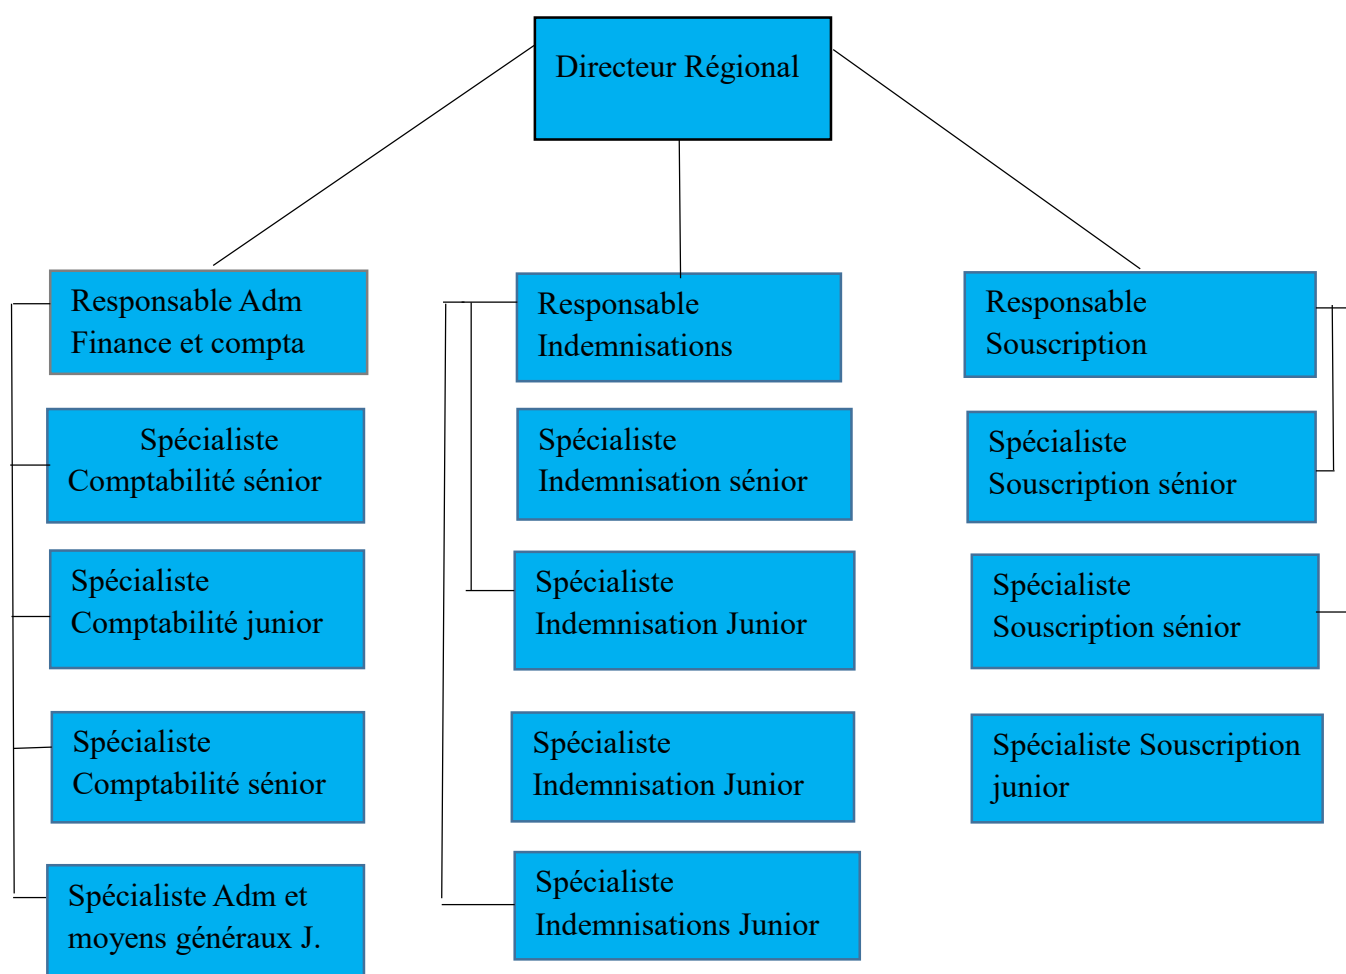 Directeur Régional
Responsable Adm
Finance et compta
Spécialiste
Comptabilité sénior
Spécialiste
Comptabilité junior
Spécialiste
Comptabilité sénior
Spécialiste Adm et
moyens généraux J.
Responsable
Indemnisations
Spécialiste
Indemnisation sénior
Spécialiste
Indemnisation Junior
Spécialiste
Indemnisation Junior
Spécialiste
Indemnisations Junior
Responsable
Souscription
Spécialiste
Souscription sénior
Spécialiste
Souscription sénior
Spécialiste Souscription
junior